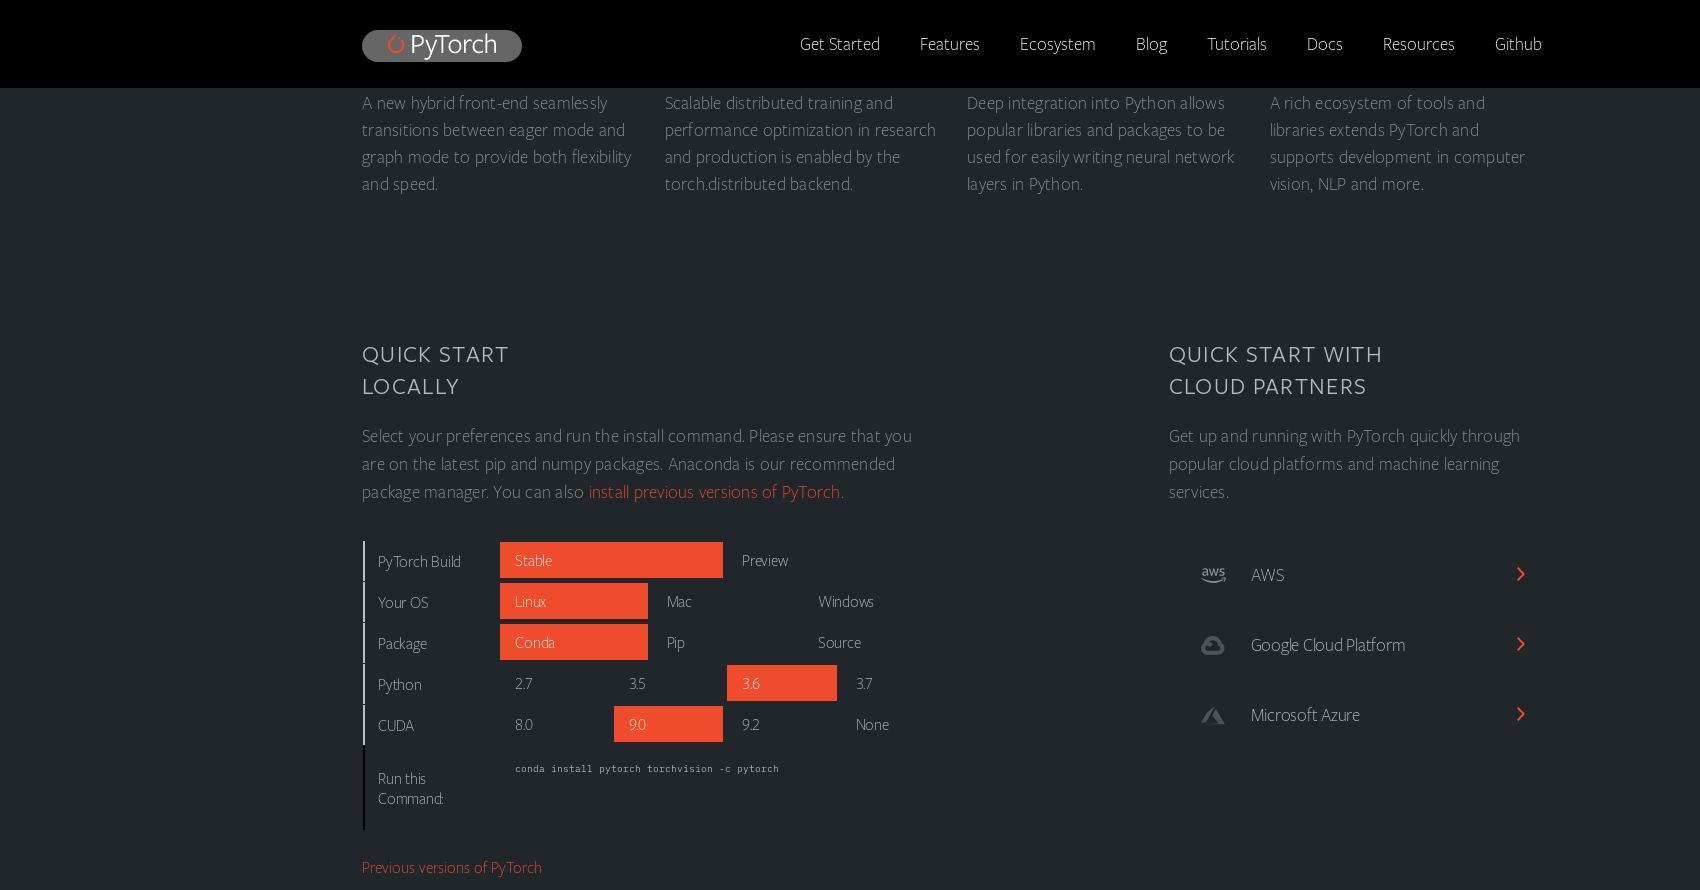 PyTorch
Get Started Features Ecosystem Blog Tutorials Docs Resources Github
A new hybrid front-end seamlessly
transitions between eager mode and
graph mode to provide both flexibility
and speed.
Scalable distributed training and
performance optimization in research
and production is enabled by the
torch.distributed backend.
Deep integration into Python allows
popular libraries and packages to be
used for easily writing neural network
layers in Python.
A rich ecosystem of tools and
libraries extends PyTorch and
supports development in computer
vision, NLP and more.
QUICK START
LOCALLY
Select your preferences and run the install command. Please ensure that you
are on the latest pip and numpy packages. Anaconda is our recommended
package manager. You can also install previous versions of PyTorch.
PyTorch Build Stable Preview
Your OS Linux Mac Windows
Package Conda Pip Source
Python 2.7 3.5 3.6 3.7
CUDA 8.0 9.0 9.2 None
Run this
Command:
conda install pytorch torchvision -c pytorch
Previous versions of PyTorch
QUICK START WITH
CLOUD PARTNERS
Get up and running with PyTorch quickly through
popular cloud platforms and machine learning
services.
aws AWS
Google Cloud Platform
Microsoft Azure